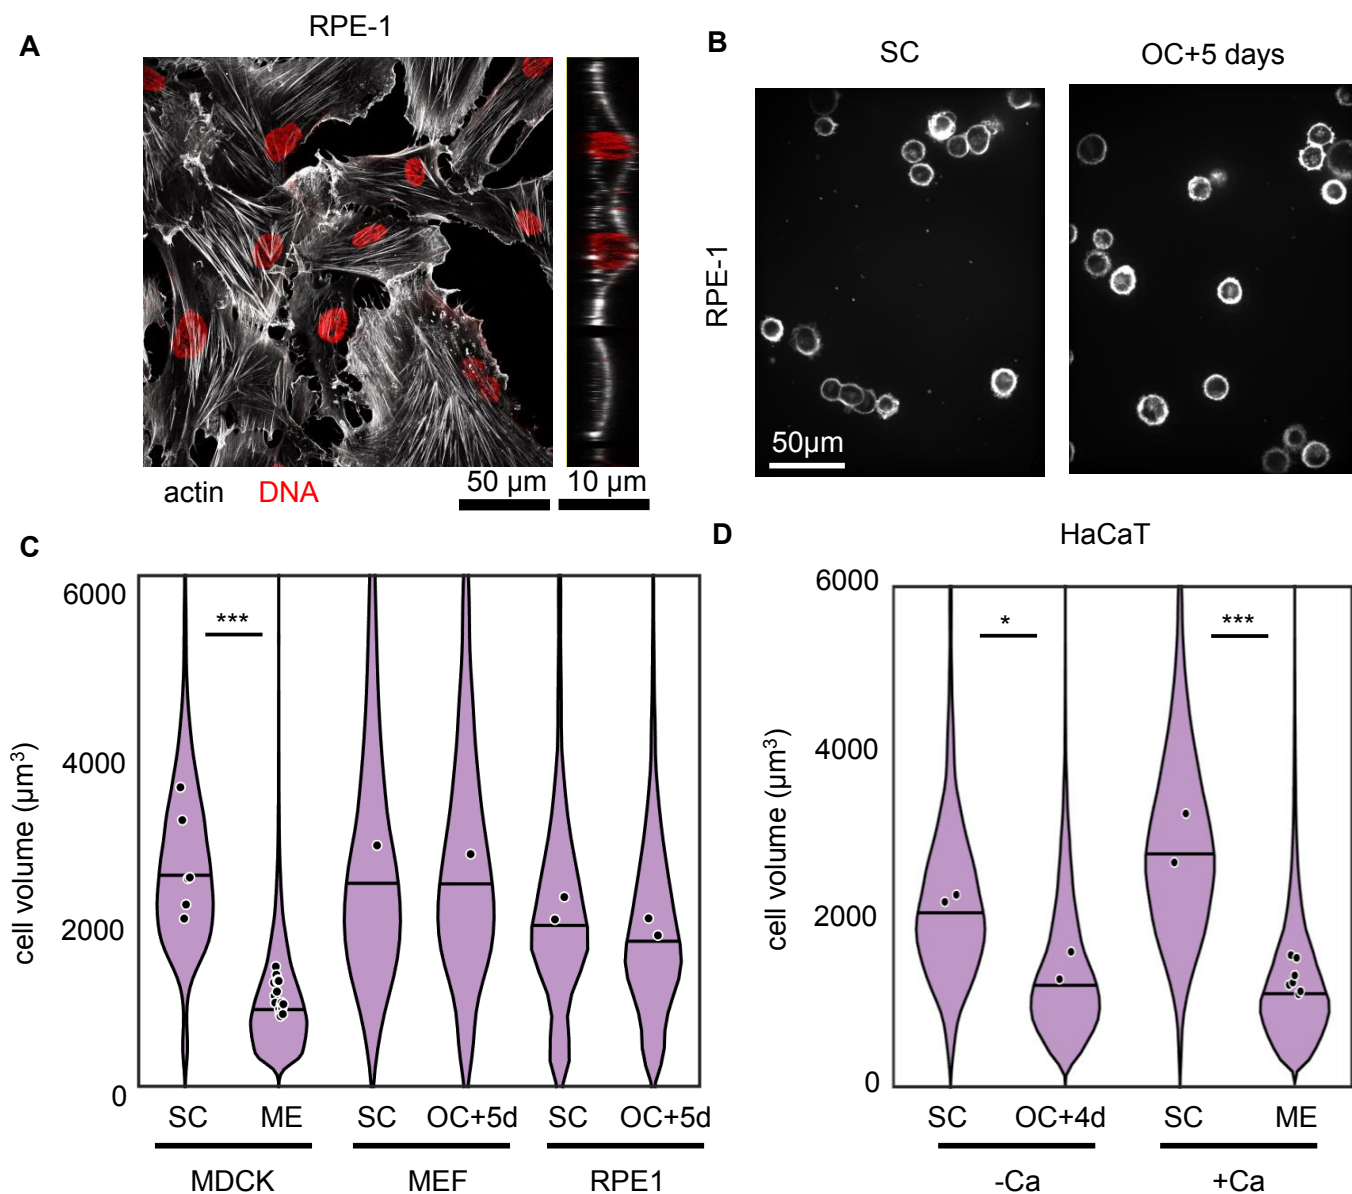 A
RPE-1
actin DNA
50 µm
10 µm
B
SC
OC+5 days
RPE-1
50µm
C
cell volume (µm³)
6000
4000
2000
0
***
SC ME SC OC+5d SC OC+5d
MDCK MEF RPE1
D
HaCaT
cell volume (µm³)
6000
4000
2000
0
* ***
SC OC+4d SC ME
-Ca +Ca